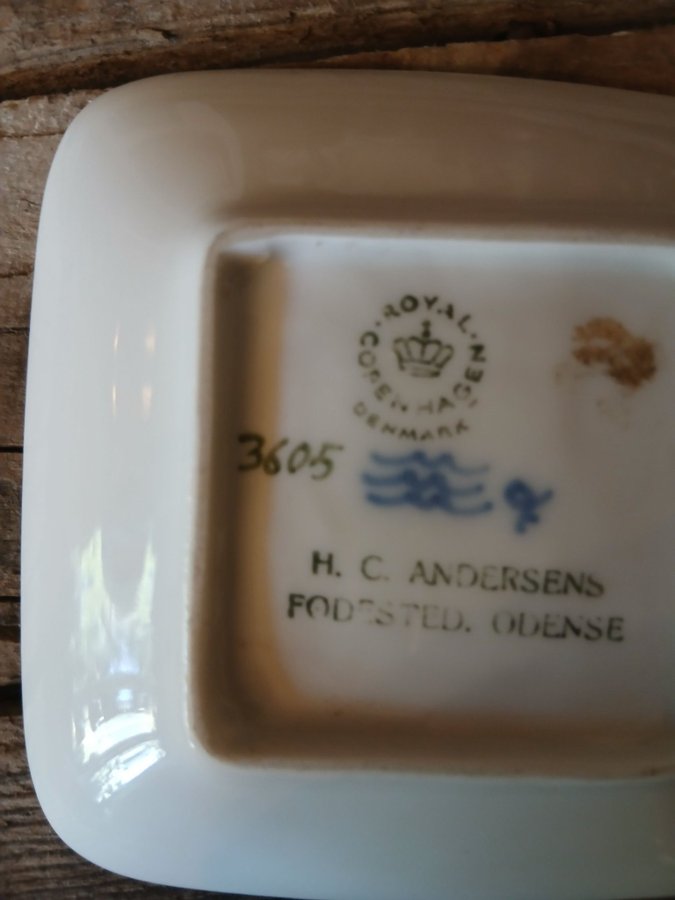 ROYAL
COPENHAGEN
DENMARK
3605
H. C. ANDERSENS
FODESTED. ODENSE